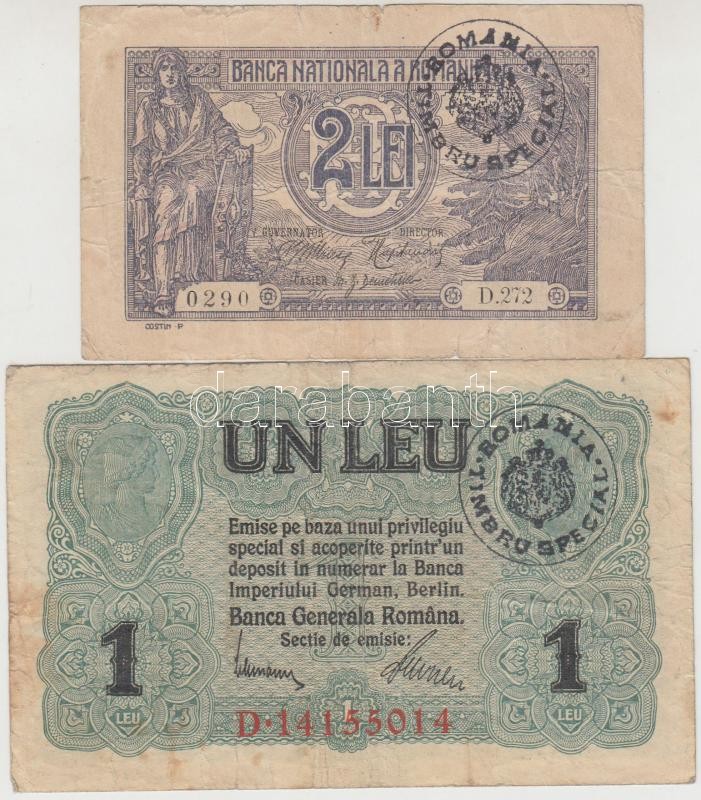 BANCA NATIONALA A ROMANI
ROMANIA
TIMBRU SPECIAL
2 LEI
GUVERNATOR DIRECTOR
CASIER
0290 D.272
COSTIN P
darabanth
UN LEU
ROMANIA
TIMBRU SPECIAL
Emise pe baza unui privilegiu
special si acoperite printr'un
deposit in numerar la Banca
Imperiului German, Berlin.
Banca Generala Româna.
Sectie de emisie:
1 1
LEU LEU
D·14155014